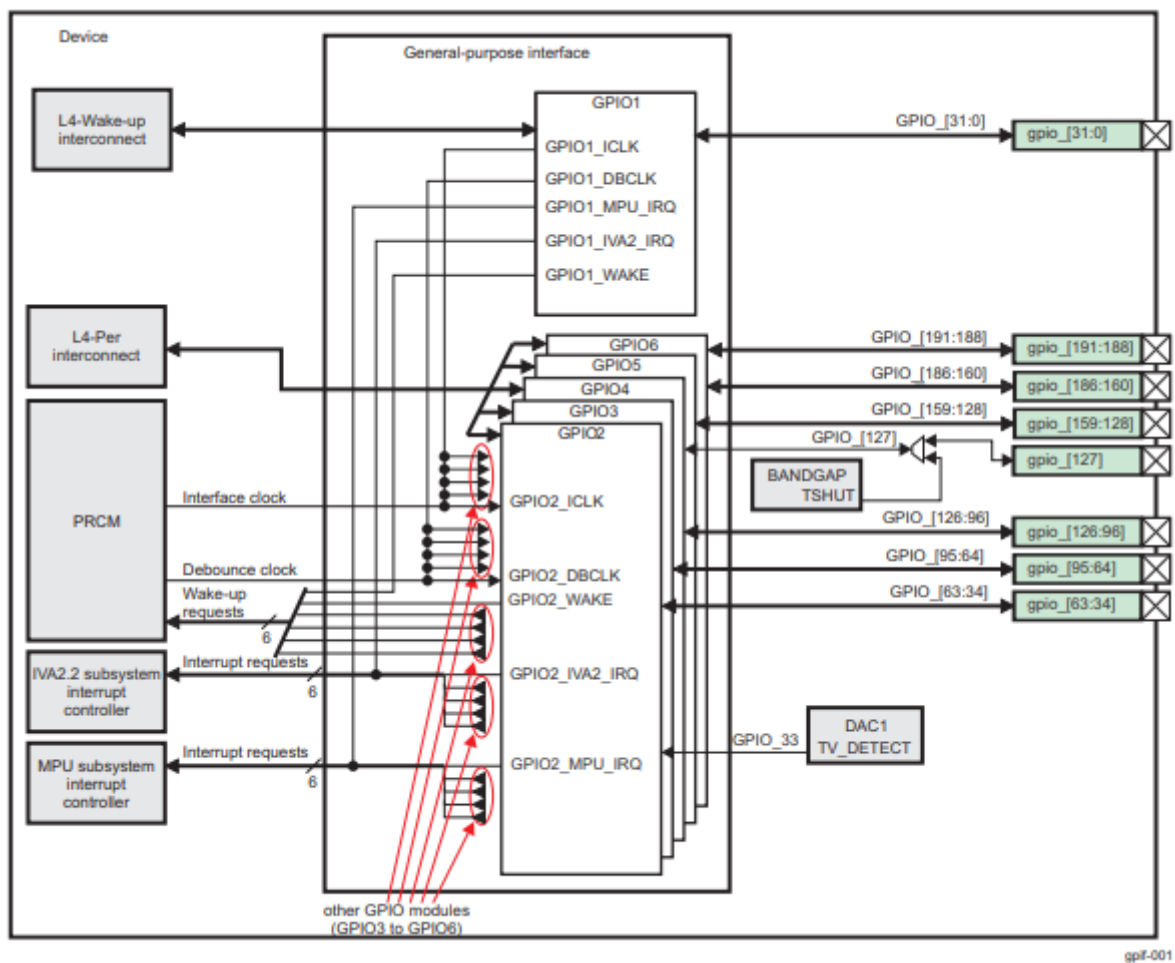 Device
General-purpose interface
L4-Wake-up
interconnect
GPIO1
GPIO1_ICLK
GPIO1_DBCLK
GPIO1_MPU_IRQ
GPIO1_IVA2_IRQ
GPIO1_WAKE
GPIO_[31:0]
gpio_[31:0]
L4-Per
interconnect
GPIO6
GPIO5
GPIO4
GPIO3
GPIO2
GPIO_[191:188]
gpio_[191:188]
GPIO_[186:160]
gpio_[186:160]
GPIO_[159:128]
gpio_[159:128]
GPIO_[127]
gpio_[127]
BANDGAP
TSHUT
PRCM
Interface clock
GPIO2_ICLK
GPIO_[126:96]
gpio_[126:96]
GPIO_[95:64]
gpio_[95:64]
GPIO_[63:34]
gpio_[63:34]
Debounce clock
GPIO2_DBCLK
Wake-up
requests
6
GPIO2_WAKE
IVA2.2 subsystem
interrupt
controller
Interrupt requests
6
GPIO2_IVA2_IRQ
GPIO_33
DAC1
TV_DETECT
MPU subsystem
interrupt
controller
Interrupt requests
6
GPIO2_MPU_IRQ
other GPIO modules
(GPIO3 to GPIO6)
gpif-001